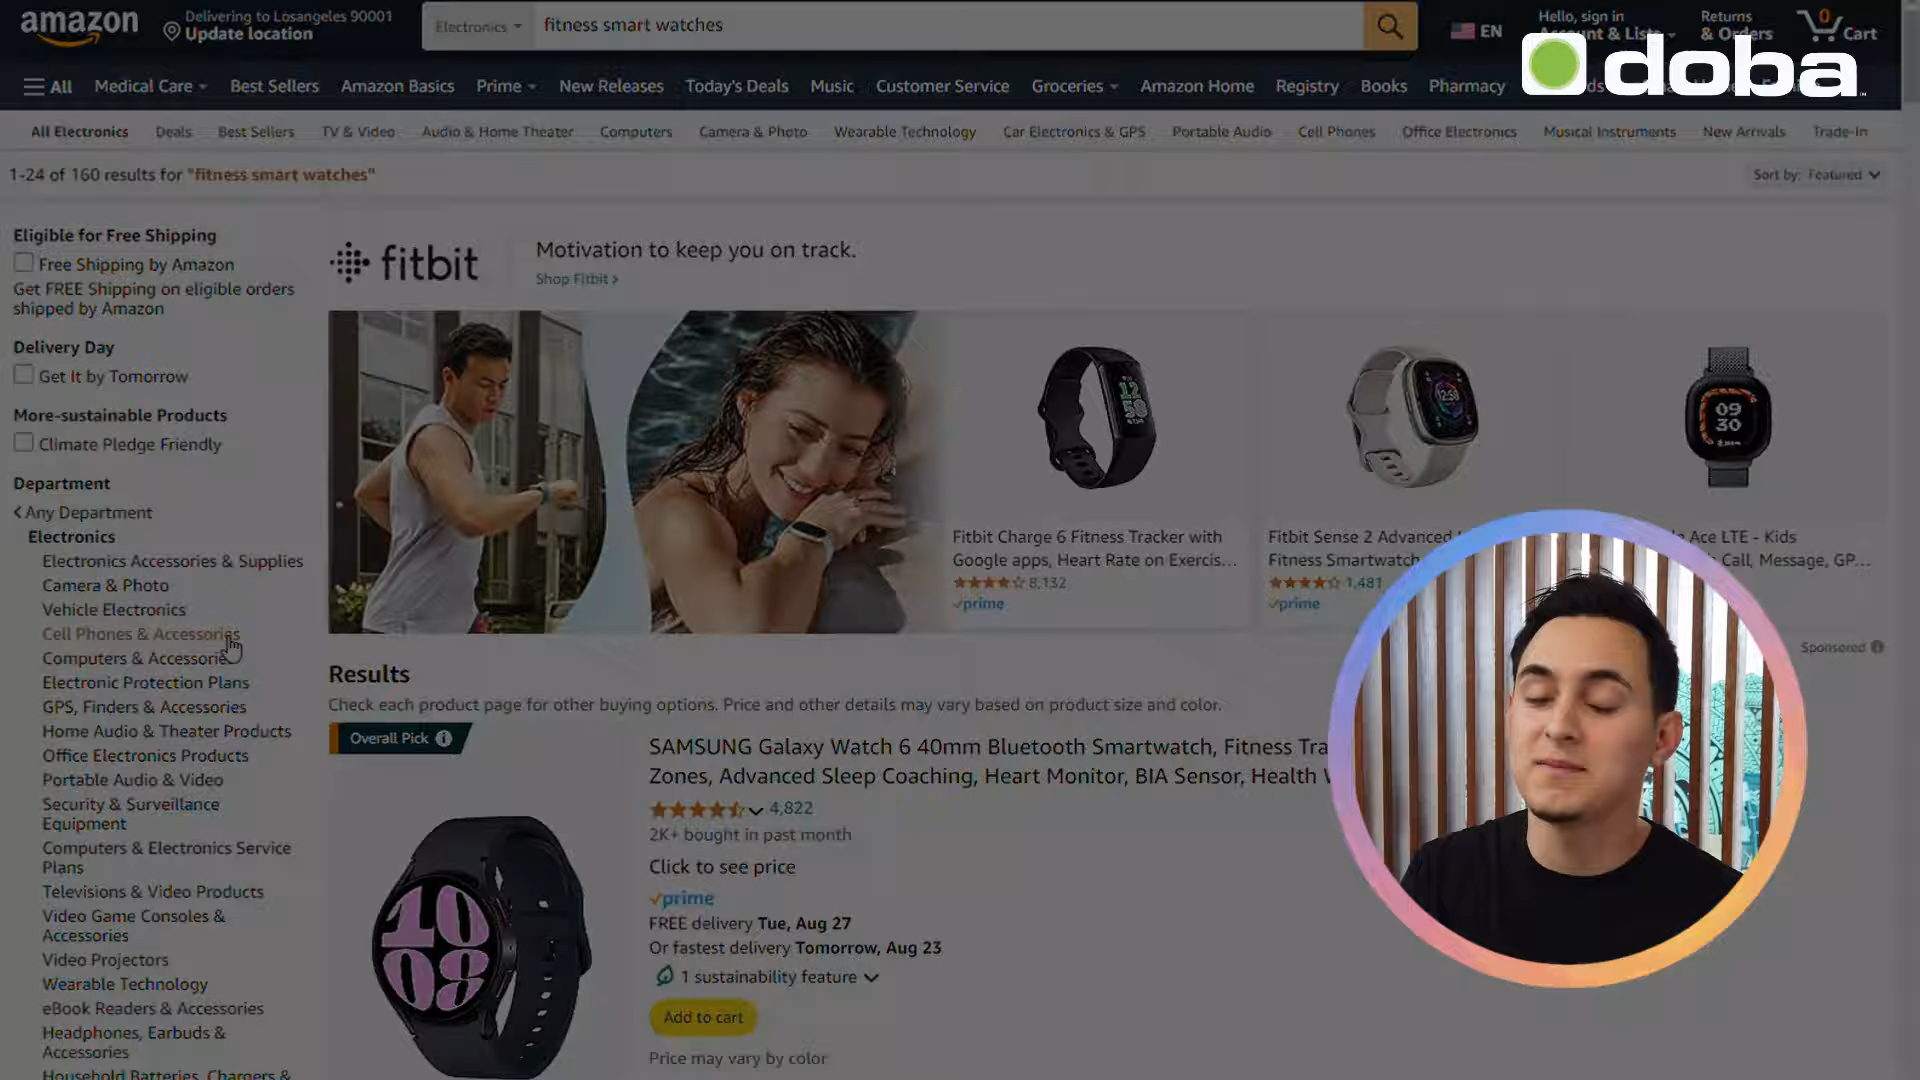 amazon
Delivering to Losangeles 90001
Update location
Electronics
fitness smart watches
EN
Hello, sign in
Account & Lists
Returns
& Orders
0
Cart
doba
All
Medical Care
Best Sellers
Amazon Basics
Prime
New Releases
Today's Deals
Music
Customer Service
Groceries
Amazon Home
Registry
Books
Pharmacy
All Electronics
Deals
Best Sellers
TV & Video
Audio & Home Theater
Computers
Camera & Photo
Wearable Technology
Car Electronics & GPS
Portable Audio
Cell Phones
Office Electronics
Musical Instruments
New Arrivals
Trade-In
1-24 of 160 results for "fitness smart watches"
Sort by: Featured
Eligible for Free Shipping
Free Shipping by Amazon
Get FREE Shipping on eligible orders
shipped by Amazon
Delivery Day
Get It by Tomorrow
More-sustainable Products
Climate Pledge Friendly
Department
Any Department
Electronics
Electronics Accessories & Supplies
Camera & Photo
Vehicle Electronics
Cell Phones & Accessories
Computers & Accessories
Electronic Protection Plans
GPS, Finders & Accessories
Home Audio & Theater Products
Office Electronics Products
Portable Audio & Video
Security & Surveillance
Equipment
Computers & Electronics Service
Plans
Televisions & Video Products
Video Game Consoles &
Accessories
Video Projectors
Wearable Technology
eBook Readers & Accessories
Headphones, Earbuds &
Accessories
Household Batteries, Chargers &
fitbit
Motivation to keep you on track.
Shop Fitbit >
12
50
12:58
09
30
Fitbit Charge 6 Fitness Tracker with
Google apps, Heart Rate on Exercis...
8,132
prime
Fitbit Sense 2 Advanced
Fitness Smartwatch
1,481
prime
Ace LTE - Kids
Call, Message, GP...
Sponsored
Results
Check each product page for other buying options. Price and other details may vary based on product size and color.
Overall Pick
10
08
SAMSUNG Galaxy Watch 6 40mm Bluetooth Smartwatch, Fitness Tra
Zones, Advanced Sleep Coaching, Heart Monitor, BIA Sensor, Health
4,822
2K+ bought in past month
Click to see price
prime
FREE delivery Tue, Aug 27
Or fastest delivery Tomorrow, Aug 23
1 sustainability feature
Add to cart
Price may vary by color